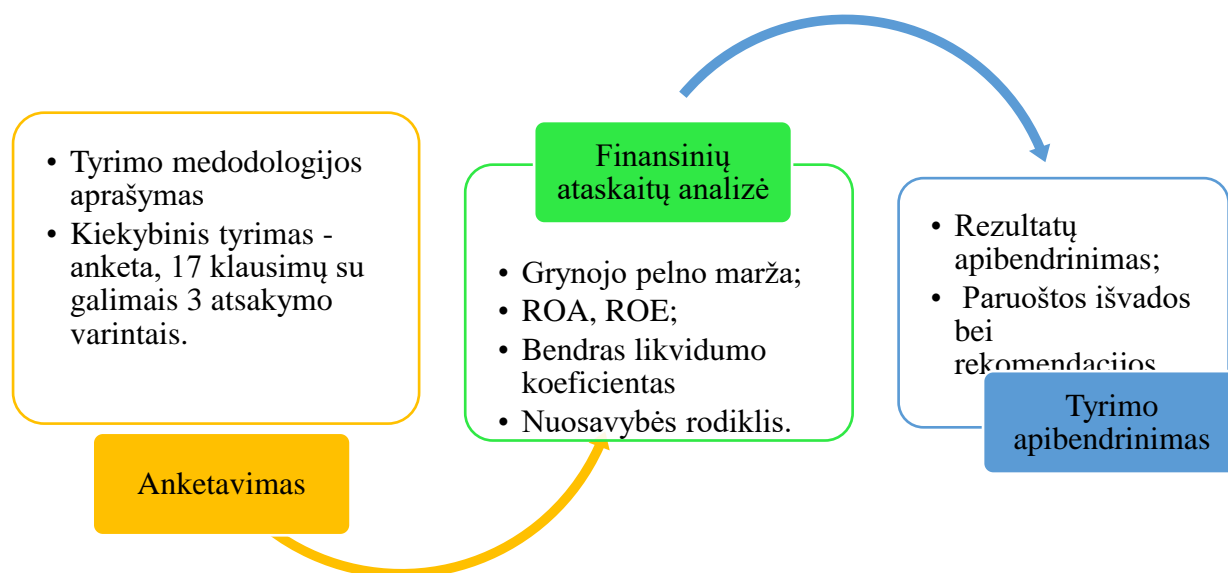 • Tyrimo medodologijos
aprašymas
• Kiekybinis tyrimas -
anketa, 17 klausimų su
galimais 3 atsakymo
varintais.
Anketavimas
Finansinių
ataskaitų analizė
• Grynojo pelno marža;
• ROA, ROE;
• Bendras likvidumo
koeficientas
• Nuosavybės rodiklis.
• Rezultatų
apibendrinimas;
• Paruoštos išvados
bei
rekomendacijos
Tyrimo
apibendrinimas